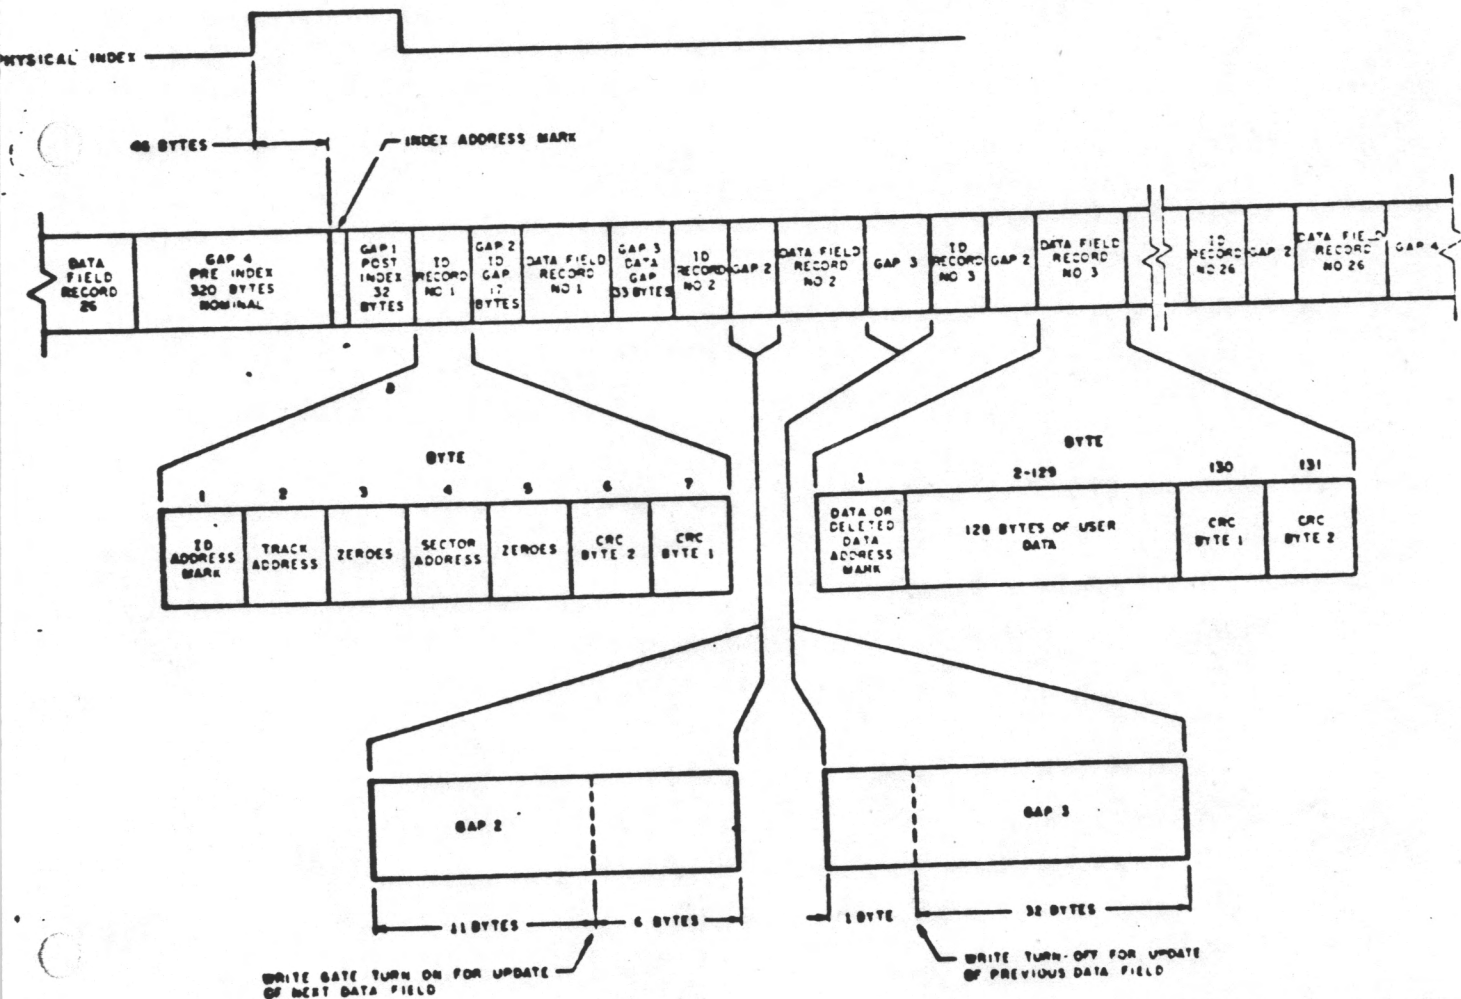 PHYSICAL INDEX
46 BYTES
INDEX ADDRESS MARK
DATA
FIELD
RECORD
26
GAP 4
PRE INDEX
320 BYTES
NOMINAL
GAP 1
POST
INDEX
32
BYTES
ID
RECORD
NO 1
GAP 2
ID
GAP
17
BYTES
DATA FIELD
RECORD
NO 1
GAP 3
DATA
GAP
33 BYTES
ID
RECORD
NO 2
GAP 2
DATA FIELD
RECORD
NO 2
GAP 3
ID
RECORD
NO 3
GAP 2
DATA FIELD
RECORD
NO 3
ID
RECORD
NO 26
GAP 2
DATA FIELD
RECORD
NO 26
GAP 4
BYTE
1 2 3 4 5 6 7
ID
ADDRESS
MARK
TRACK
ADDRESS
ZEROES
SECTOR
ADDRESS
ZEROES
CRC
BYTE 2
CRC
BYTE 1
BYTE
1 2-129 130 131
DATA OR
DELETED
DATA
ADDRESS
MARK
128 BYTES OF USER
DATA
CRC
BYTE 1
CRC
BYTE 2
GAP 2
GAP 3
11 BYTES
6 BYTES
1 BYTE
32 BYTES
WRITE GATE TURN ON FOR UPDATE
OF NEXT DATA FIELD
WRITE TURN-OFF FOR UPDATE
OF PREVIOUS DATA FIELD